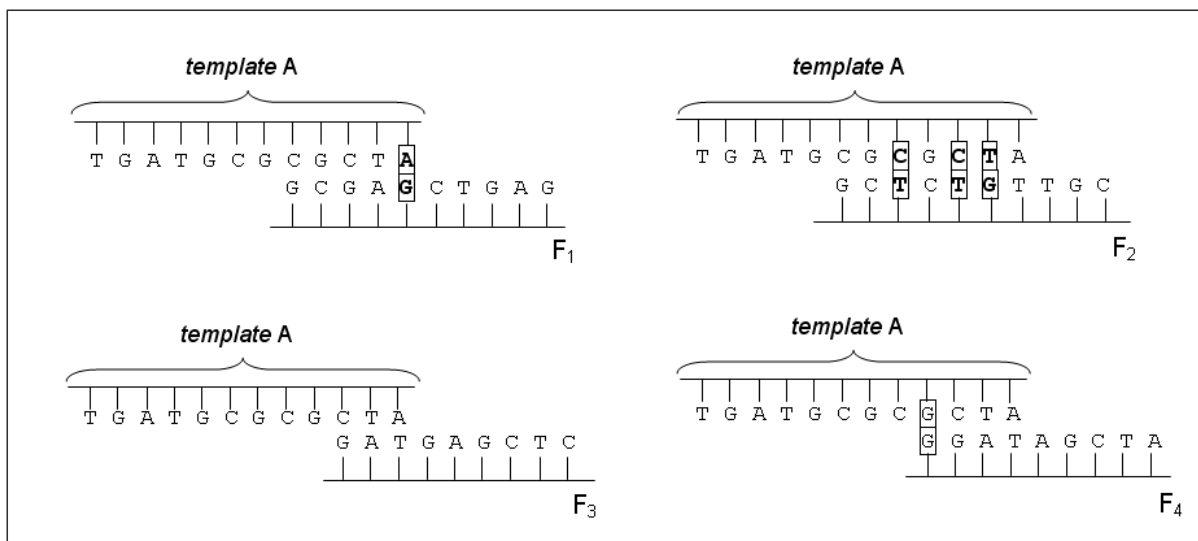 template A
T G A T G C G C G C T A
G C G A G C T G A G
F1
template A
T G A T G C G C G C T A
G C T C T G T T G C
F2
template A
T G A T G C G C G C T A
G A T G A G C T C
F3
template A
T G A T G C G C G C T A
G G A T A G C T A
F4